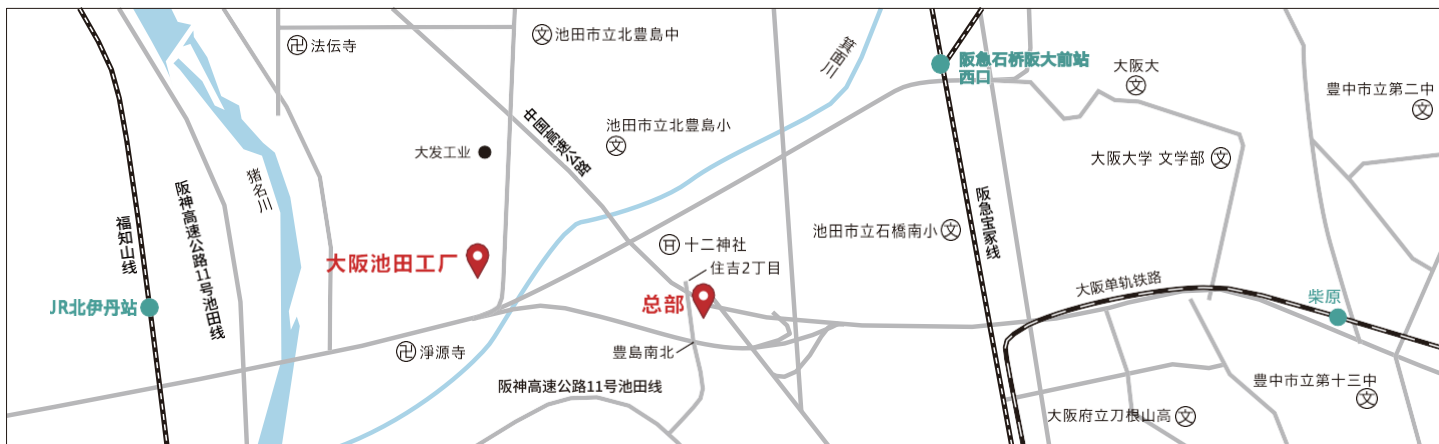 法伝寺
文 池田市立北豊島中
箕面川
阪急石桥阪大前站
西口
大阪大
文
豊中市立第二中
文
中国高速公路
池田市立北豊島小
文
大发工业
大阪大学 文学部 文
猪名川
阪神高速公路11号池田线
福知山线
阪急宝冢线
池田市立石橋南小 文
十二神社
住吉2丁目
大阪池田工厂
大阪单轨铁路
柴原
JR北伊丹站
总部
淨源寺
豊島南北
阪神高速公路11号池田线
豊中市立第十三中
文
大阪府立刀根山高 文